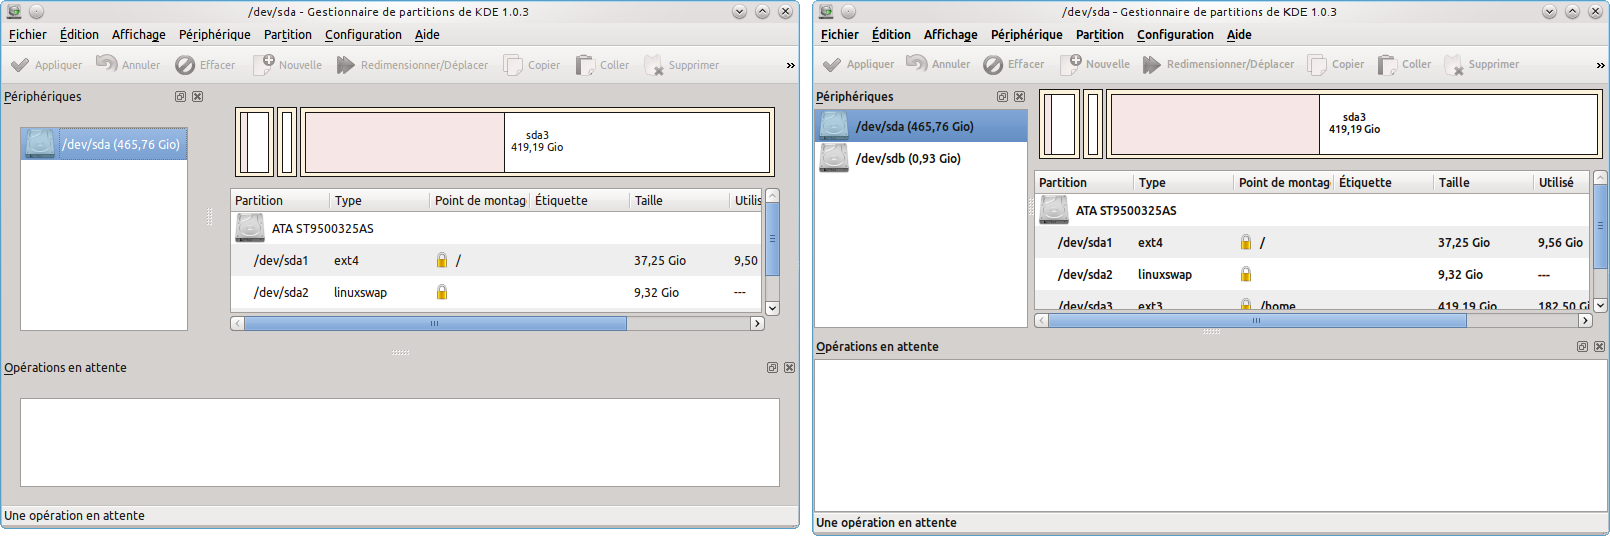 /dev/sda - Gestionnaire de partitions de KDE 1.0.3
Fichier Édition Affichage Périphérique Partition Configuration Aide
Appliquer Annuler Effacer Nouvelle Redimensionner/Déplacer Copier Coller Supprimer »
Périphériques
/dev/sda (465,76 Gio)
sda3
419,19 Gio
Partition Type Point de montag Étiquette Taille Utilis
ATA ST9500325AS
/dev/sda1 ext4 / 37,25 Gio 9,50
/dev/sda2 linuxswap 9,32 Gio ---
Opérations en attente
Une opération en attente
/dev/sda – Gestionnaire de partitions de KDE 1.0.3
Fichier Édition Affichage Périphérique Partition Configuration Aide
Appliquer Annuler Effacer Nouvelle Redimensionner/Déplacer Copier Coller Supprimer »
Périphériques
/dev/sda (465,76 Gio)
/dev/sdb (0,93 Gio)
sda3
419,19 Gio
Partition Type Point de montag Étiquette Taille Utilisé
ATA ST9500325AS
/dev/sda1 ext4 / 37,25 Gio 9,56 Gio
/dev/sda2 linuxswap 9,32 Gio ---
/dev/sda3 ext3 /home 419,19 Gio 182,50 Gi
Opérations en attente
Une opération en attente